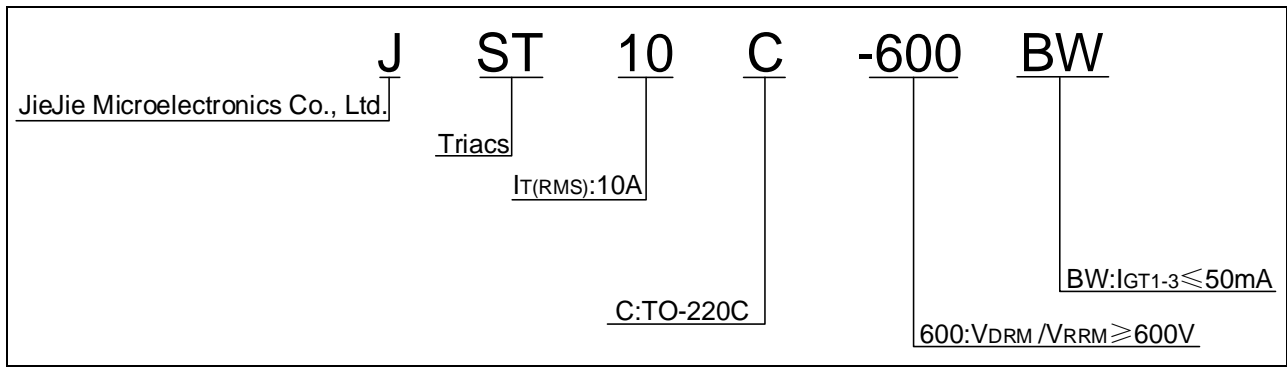 J ST 10 C -600 BW
JieJie Microelectronics Co., Ltd.
Triacs
IT(RMS):10A
BW:IGT1-3≤50mA
C:TO-220C
600:VDRM /VRRM≥600V